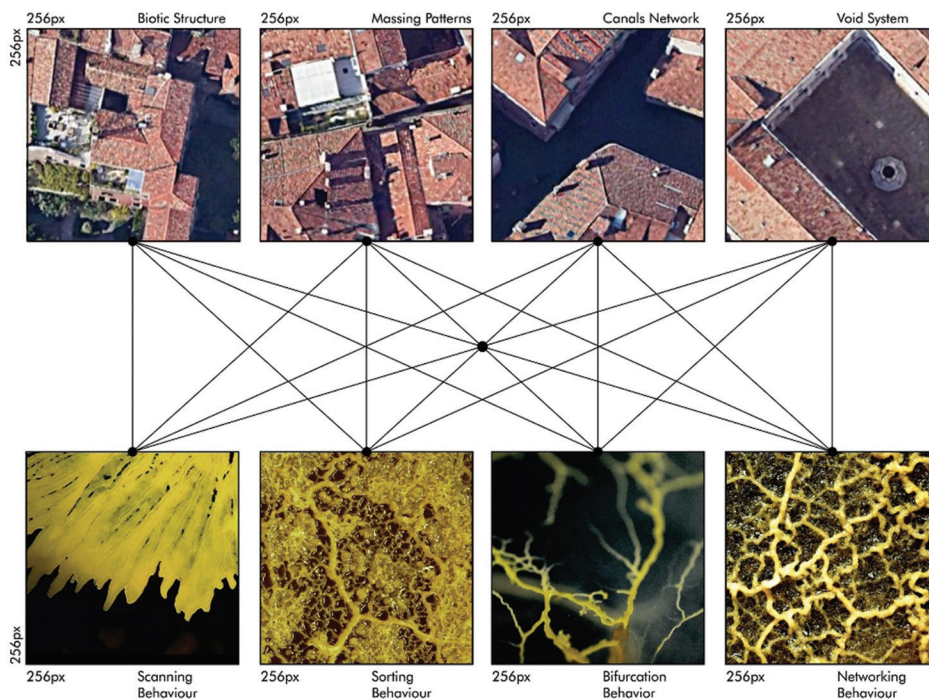 256px Biotic Structure 256px Massing Patterns 256px Canals Network 256px Void System
256px
256px
256px Scanning Behaviour 256px Sorting Behaviour 256px Bifurcation Behavior 256px Networking Behaviour